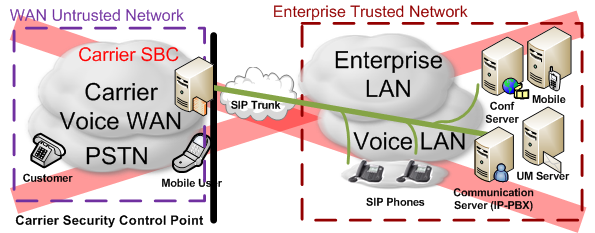 WAN Untrusted Network
Enterprise Trusted Network
Carrier SBC
Carrier
Voice WAN
PSTN
Customer
Mobile User
Carrier Security Control Point
SIP Trunk
Enterprise
LAN
Voice LAN
SIP Phones
Conf
Server
Mobile
UM Server
Communication
Server (IP-PBX)